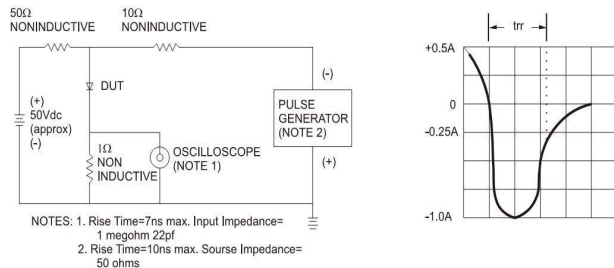 50Ω
NONINDUCTIVE
10Ω
NONINDUCTIVE
trr
+0.5A
(-)
DUT
(+)
50Vdc
(approx)
(-)
PULSE
GENERATOR
(NOTE 2)
0
-0.25A
1Ω
NON
INDUCTIVE
OSCILLOSCOPE
(NOTE 1)
(+)
-1.0A
NOTES: 1. Rise Time=7ns max. Input Impedance=
1 megohm 22pf
2. Rise Time=10ns max. Sourse Impedance=
50 ohms